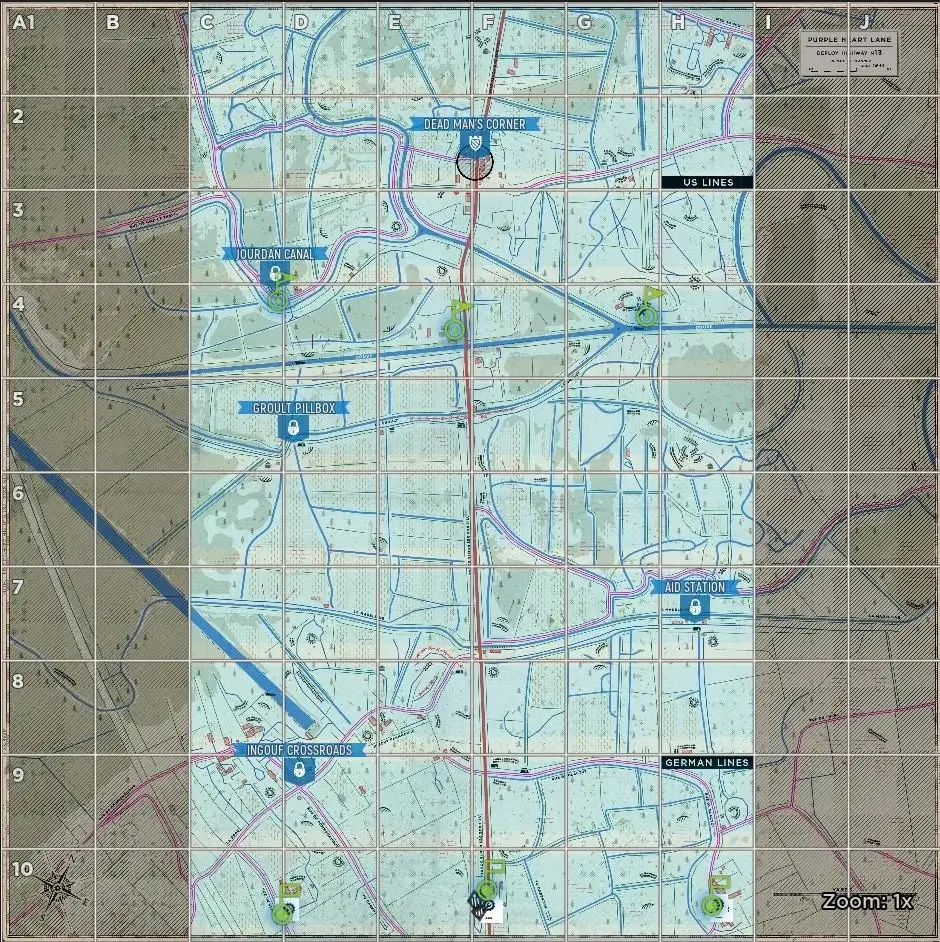 A1 B C D E F G H I J
PURPLE HEART LANE
DEPLOY HIGHWAY N13
2
DEAD MAN'S CORNER
US LINES
3
JOURDAN CANAL
4
5
GROULT PILLBOX
6
7
AID STATION
8
INGOUF CROSSROADS
9
GERMAN LINES
10
Zoom: 1x